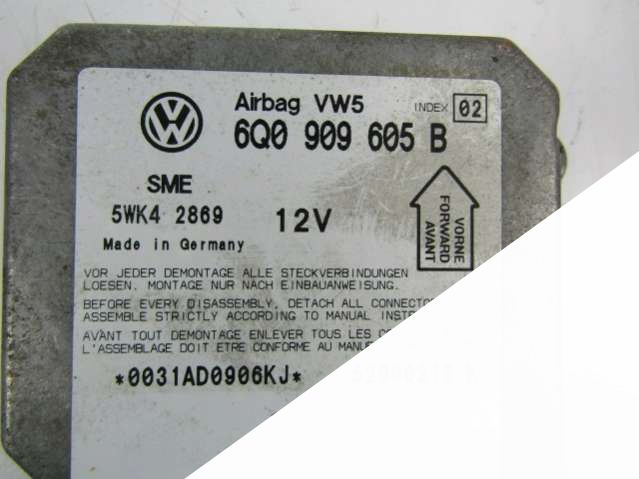 Airbag VW5 INDEX 02
6Q0 909 605 B
SME
5WK4 2869 12V
Made in Germany
VORNE
FORWARD
AVANT
VOR JEDER DEMONTAGE ALLE STECKVERBINDUNGEN
LOESEN. MONTAGE NUR NACH EINBAUANWEISUNG.
BEFORE EVERY DISASSEMBLY, DETACH ALL
ASSEMBLE STRICTLY ACCORDING TO MANUAL
AVANT TOUT DEMONTAGE ENLEVER TOUS LES
L'ASSEMBLAGE DOIT ETRE CONFORME AU
*0031AD0906KJ*